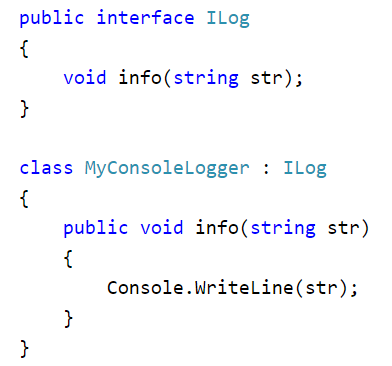 public interface ILog
{
    void info(string str);
}

class MyConsoleLogger : ILog
{
    public void info(string str)
    {
        Console.WriteLine(str);
    }
}